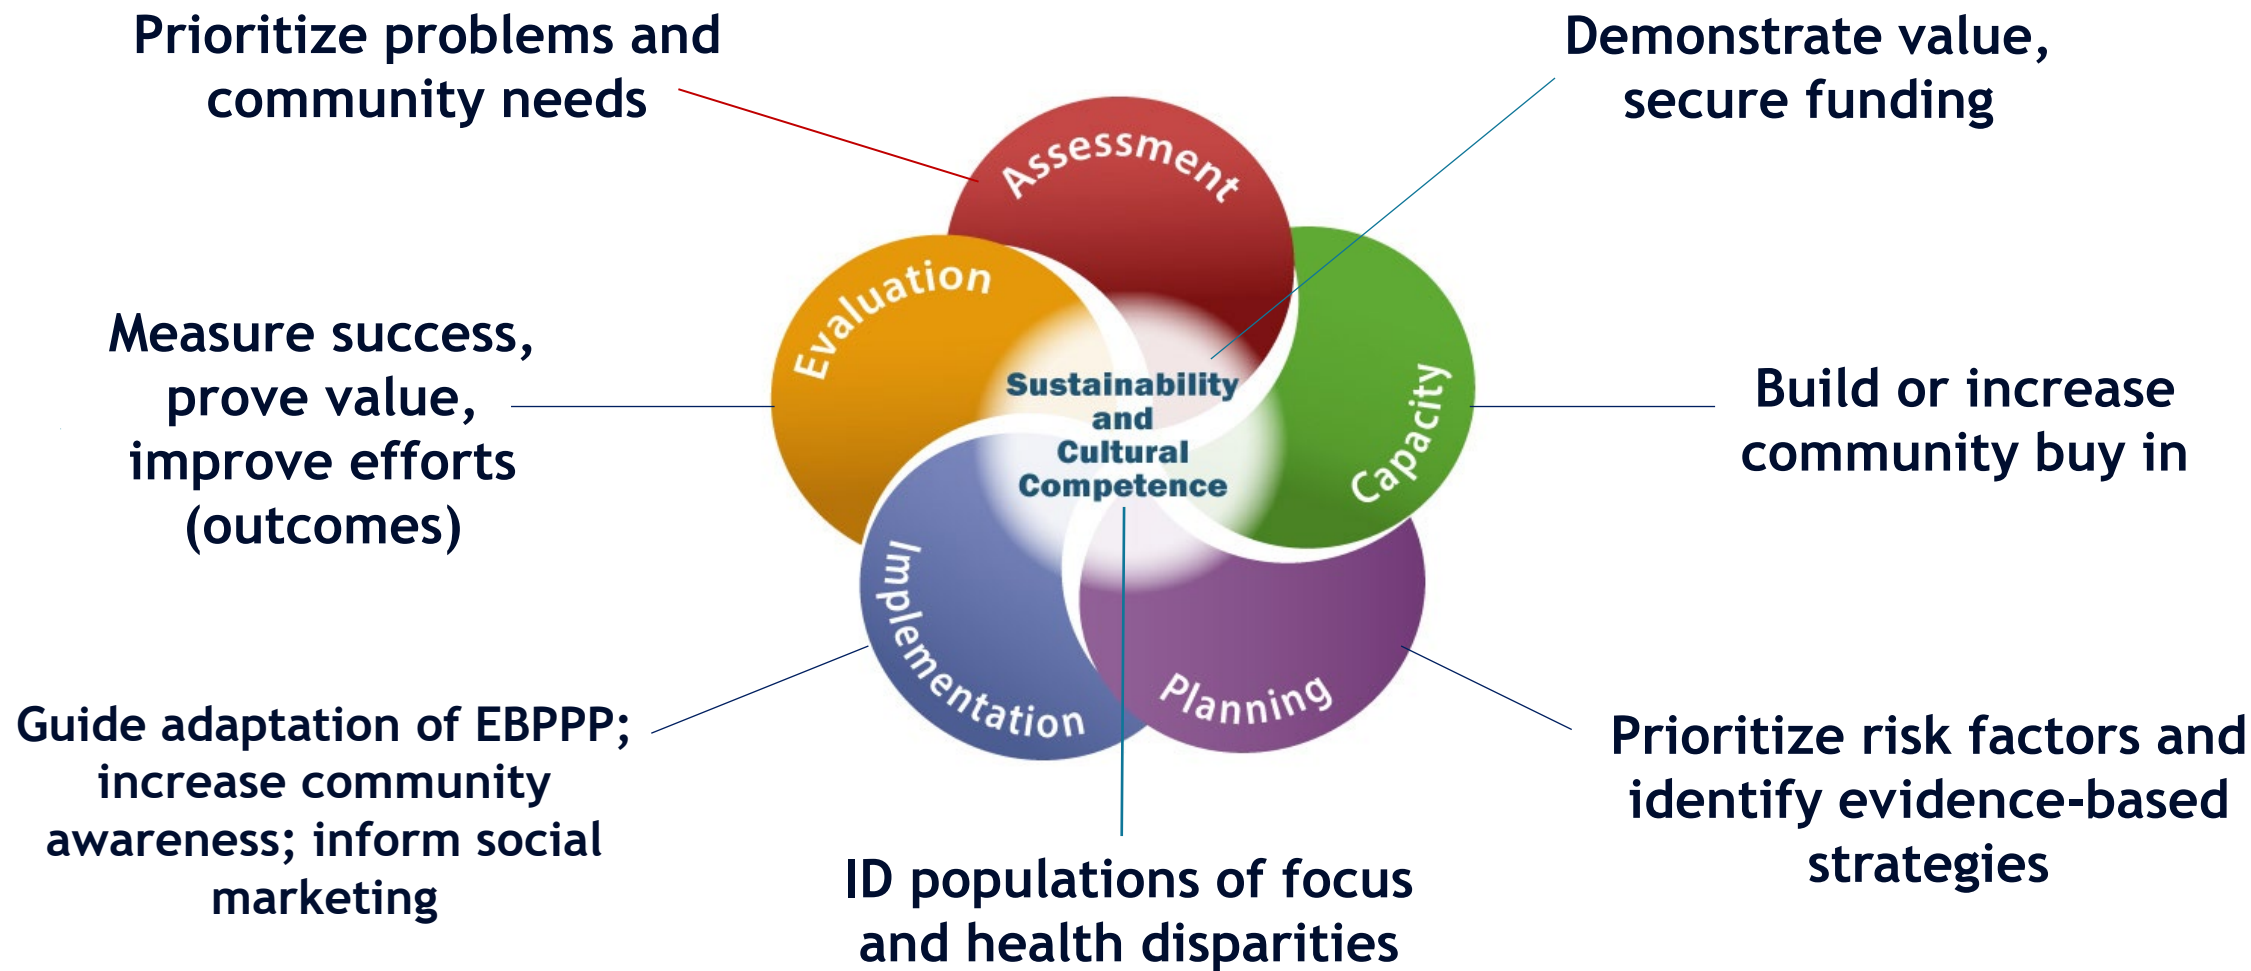 Prioritize problems and
community needs
Demonstrate value,
secure funding
Assessment
Evaluation
Measure success,
prove value,
improve efforts
(outcomes)
Sustainability
and
Cultural
Competence
Capacity
Build or increase
community buy in
Implementation
Planning
Guide adaptation of EBPPP;
increase community
awareness; inform social
marketing
Prioritize risk factors and
identify evidence-based
strategies
ID populations of focus
and health disparities